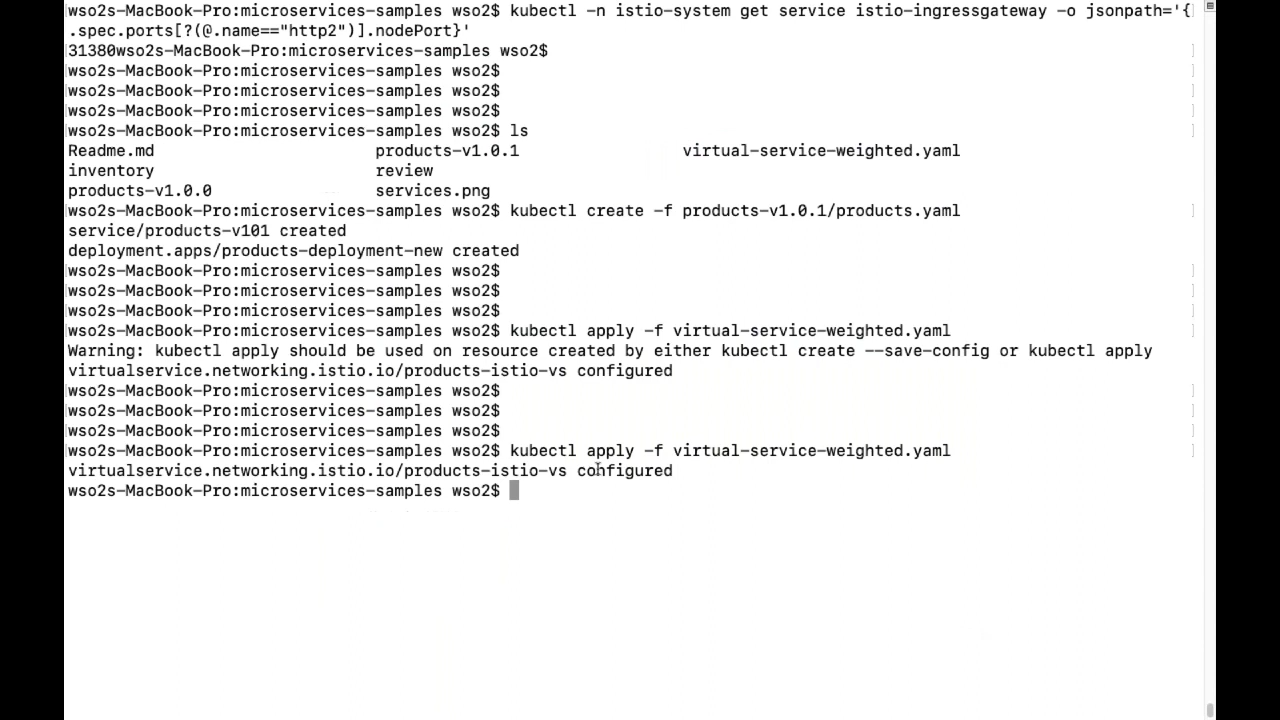 wso2s-MacBook-Pro:microservices-samples wso2$ kubectl -n istio-system get service istio-ingressgateway -o jsonpath='{
.spec.ports[?(@.name=="http2")].nodePort}'
31380wso2s-MacBook-Pro:microservices-samples wso2$
wso2s-MacBook-Pro:microservices-samples wso2$
wso2s-MacBook-Pro:microservices-samples wso2$
wso2s-MacBook-Pro:microservices-samples wso2$
wso2s-MacBook-Pro:microservices-samples wso2$ ls
Readme.md products-v1.0.1 virtual-service-weighted.yaml
inventory review
products-v1.0.0 services.png
wso2s-MacBook-Pro:microservices-samples wso2$ kubectl create -f products-v1.0.1/products.yaml
service/products-v101 created
deployment.apps/products-deployment-new created
wso2s-MacBook-Pro:microservices-samples wso2$
wso2s-MacBook-Pro:microservices-samples wso2$
wso2s-MacBook-Pro:microservices-samples wso2$
wso2s-MacBook-Pro:microservices-samples wso2$ kubectl apply -f virtual-service-weighted.yaml
Warning: kubectl apply should be used on resource created by either kubectl create --save-config or kubectl apply
virtualservice.networking.istio.io/products-istio-vs configured
wso2s-MacBook-Pro:microservices-samples wso2$
wso2s-MacBook-Pro:microservices-samples wso2$
wso2s-MacBook-Pro:microservices-samples wso2$
wso2s-MacBook-Pro:microservices-samples wso2$ kubectl apply -f virtual-service-weighted.yaml
virtualservice.networking.istio.io/products-istio-vs configured
wso2s-MacBook-Pro:microservices-samples wso2$